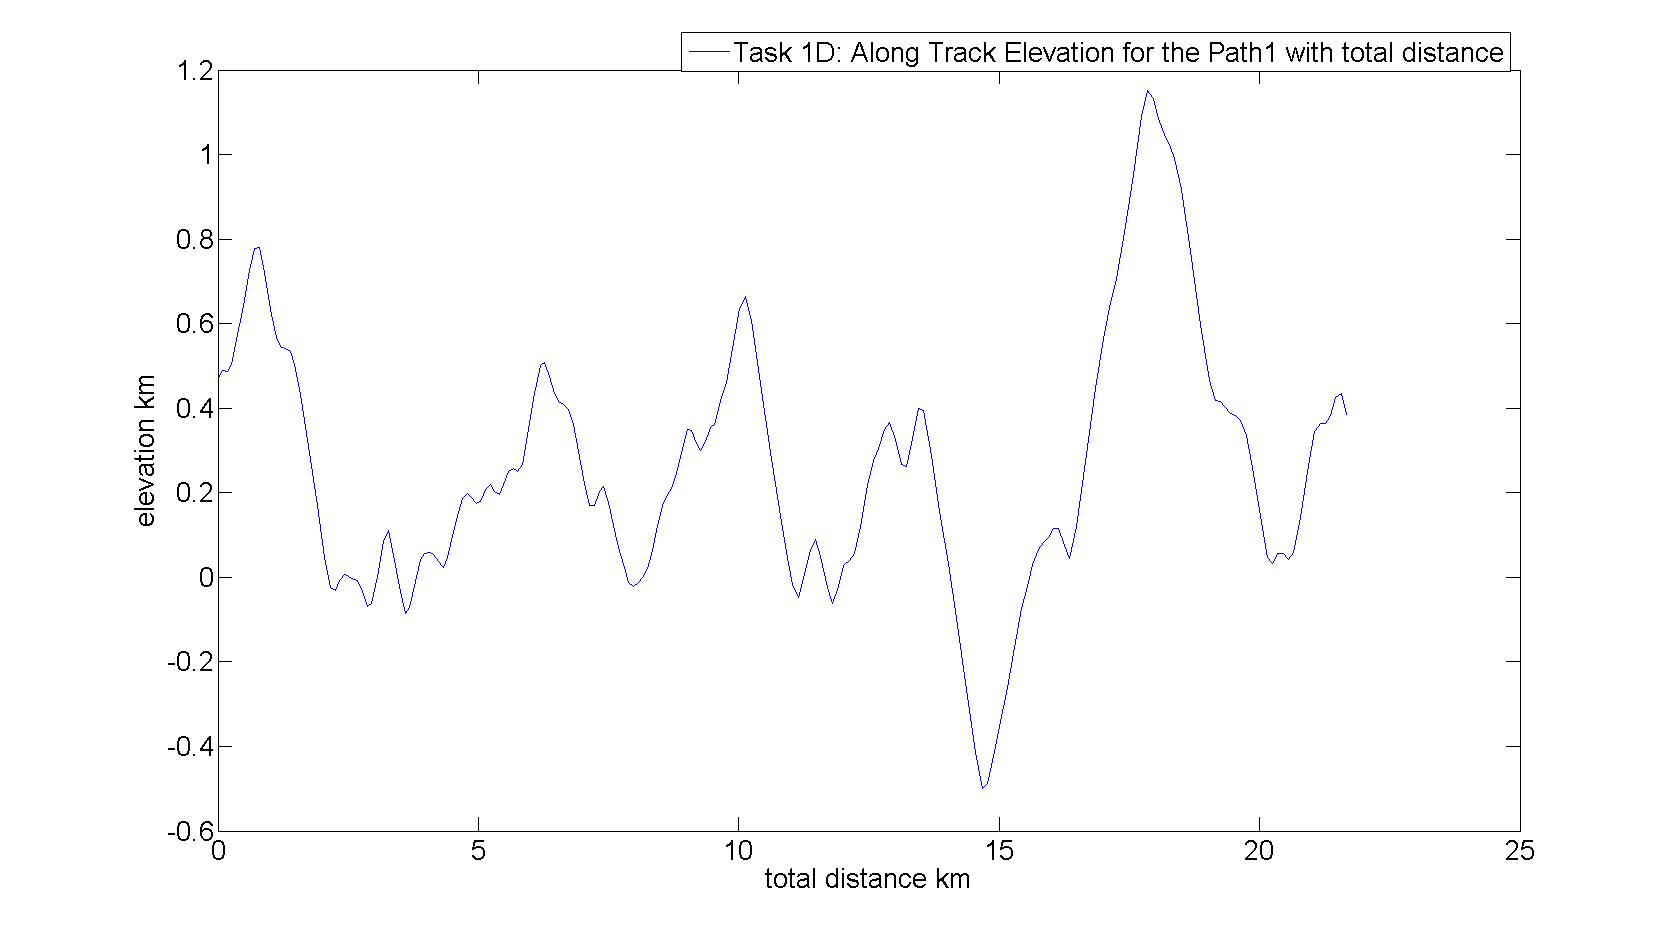 Task 1D: Along Track Elevation for the Path1 with total distance
1.2
1
0.8
0.6
0.4
0.2
0
-0.2
-0.4
-0.6
elevation km
0 5 10 15 20 25
total distance km